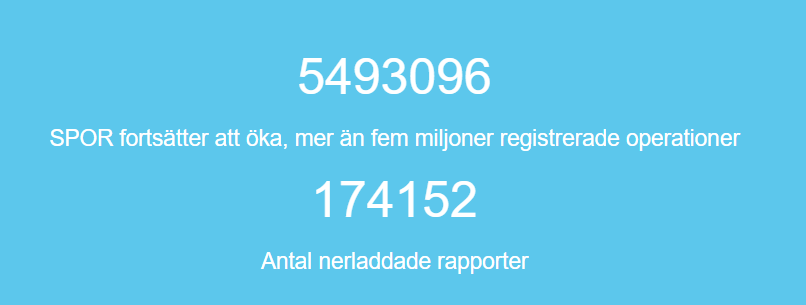 5493096
SPOR fortsätter att öka, mer än fem miljoner registrerade operationer
174152
Antal nerladdade rapporter